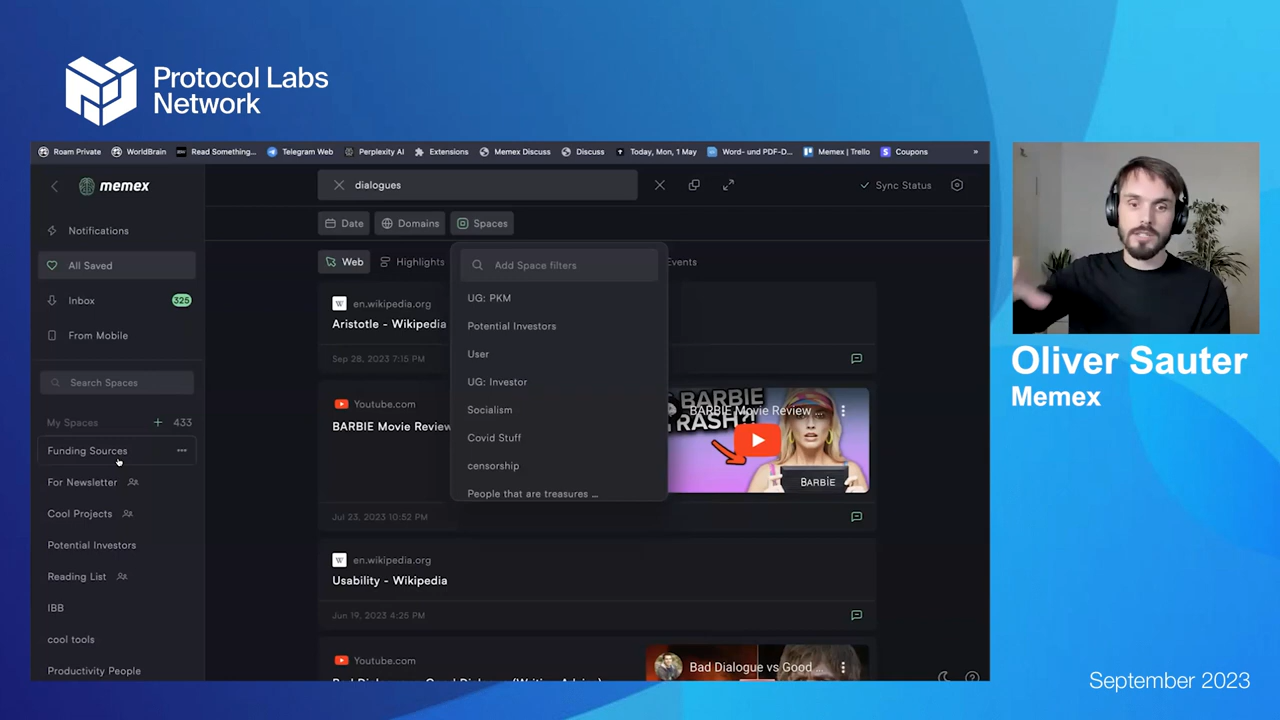 Protocol Labs
Network
Roam Private
WorldBrain
Read Something...
Telegram Web
Perplexity AI
Extensions
Memex Discuss
Discuss
Today, Mon, 1 May
Word- und PDF-D...
Memex | Trello
Coupons
»
memex
dialogues
Sync Status
Notifications
Date
Domains
Spaces
All Saved
Web
Highlights
Add Space filters
Events
Inbox
325
From Mobile
Search Spaces
My Spaces
+
433
Funding Sources
For Newsletter
Cool Projects
Potential Investors
Reading List
IBB
cool tools
Productivity People
UG: PKM
Potential Investors
User
UG: Investor
Socialism
Covid Stuff
censorship
People that are treasures ...
W
en.wikipedia.org
Aristotle - Wikipedia
Sep 28, 2023 7:15 PM
Youtube.com
BARBIE Movie Review
BARBIE
TRASH?!
BARBIE Movie Review ...
BARBIE
Jul 23, 2023 10:52 PM
W
en.wikipedia.org
Usability - Wikipedia
Jun 19, 2023 4:25 PM
Youtube.com
Bad Dialogue vs Good ...
Oliver Sauter
Memex
September 2023